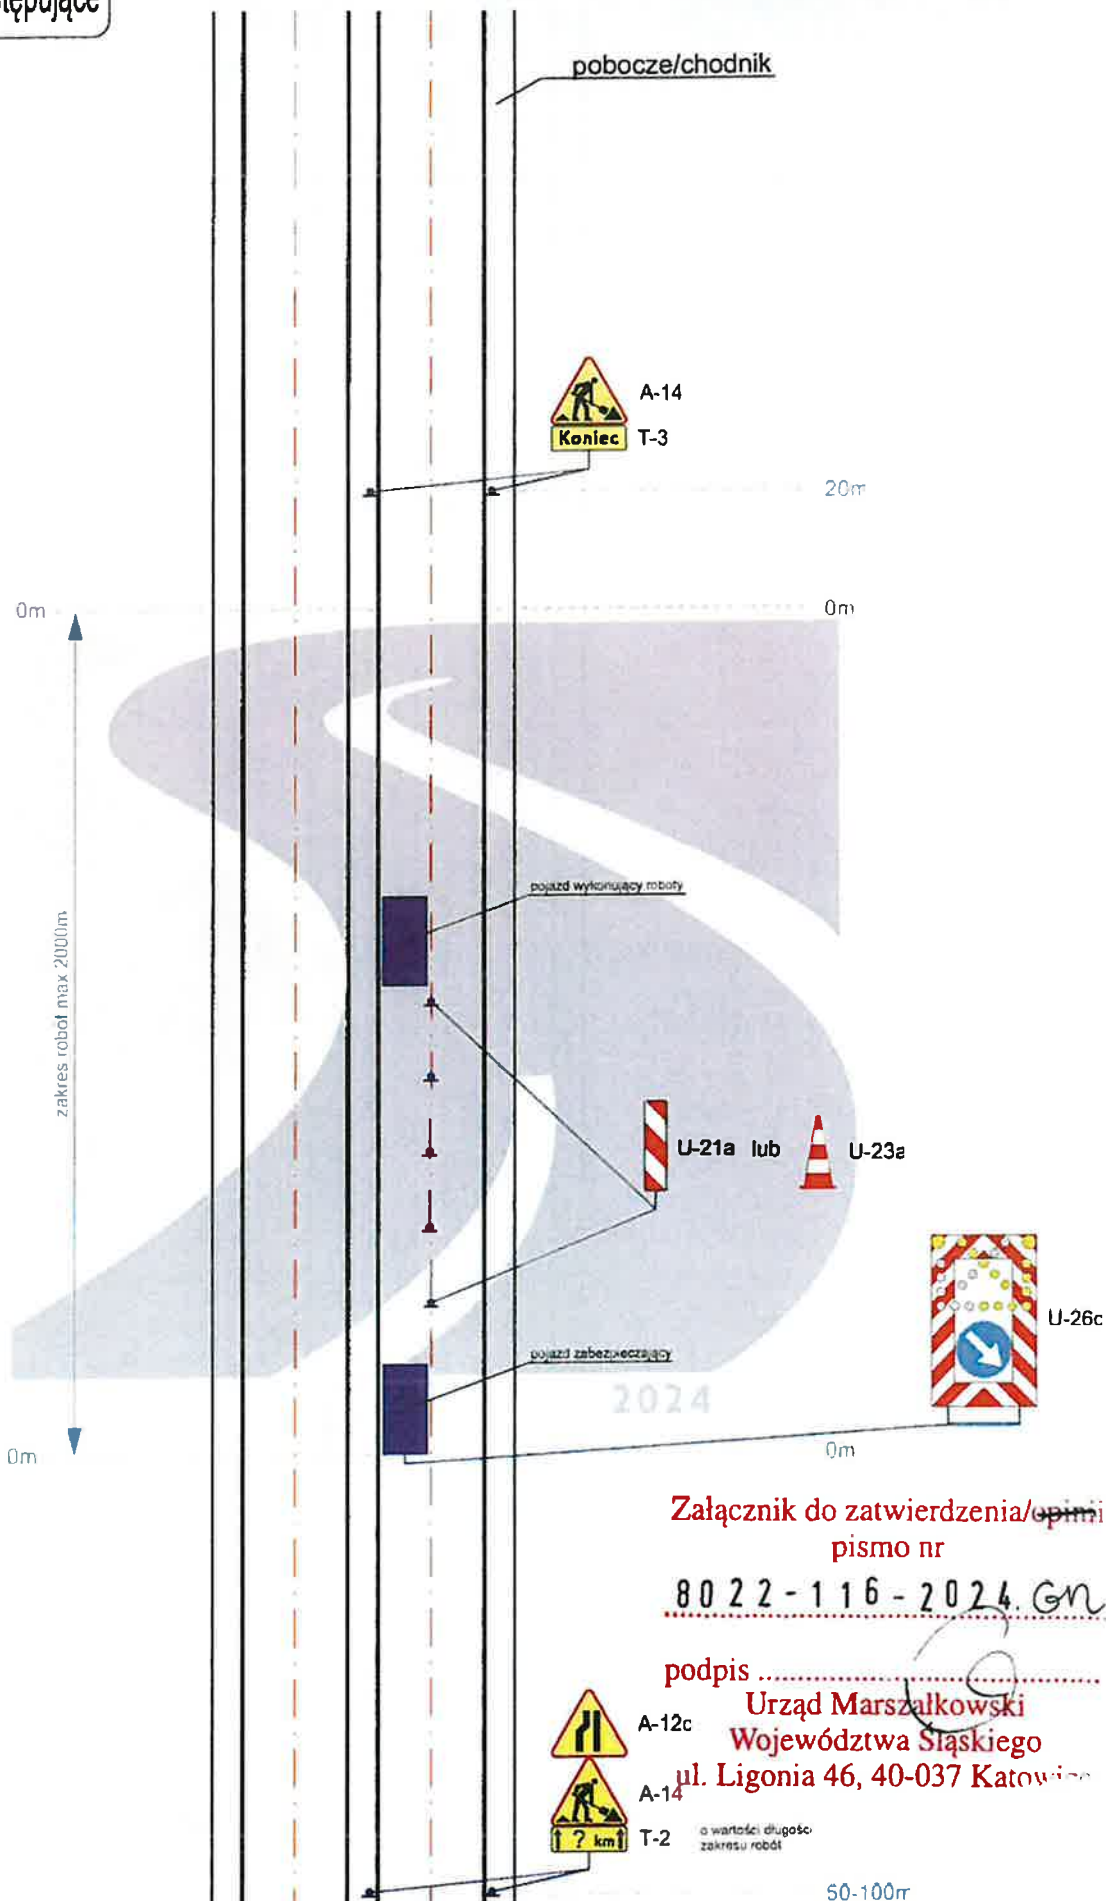 pobocze/chodnik
A-14
Koniec
T-3
20m
0m
0m
pojazd wykonujący roboty
zakres robót max 2000m
U-21a lub
U-23a
U-26c
pojazd zabezpieczający
2024
0m
0m
Załącznik do zatwierdzenia/opinii
pismo nr
8022-116-2024.GN
podpis
Urząd Marszałkowski
Województwa Śląskiego
ul. Ligonia 46, 40-037 Katowice
A-12c
A-14
? km
T-2
o wartości długości
zakresu robót
50-100m